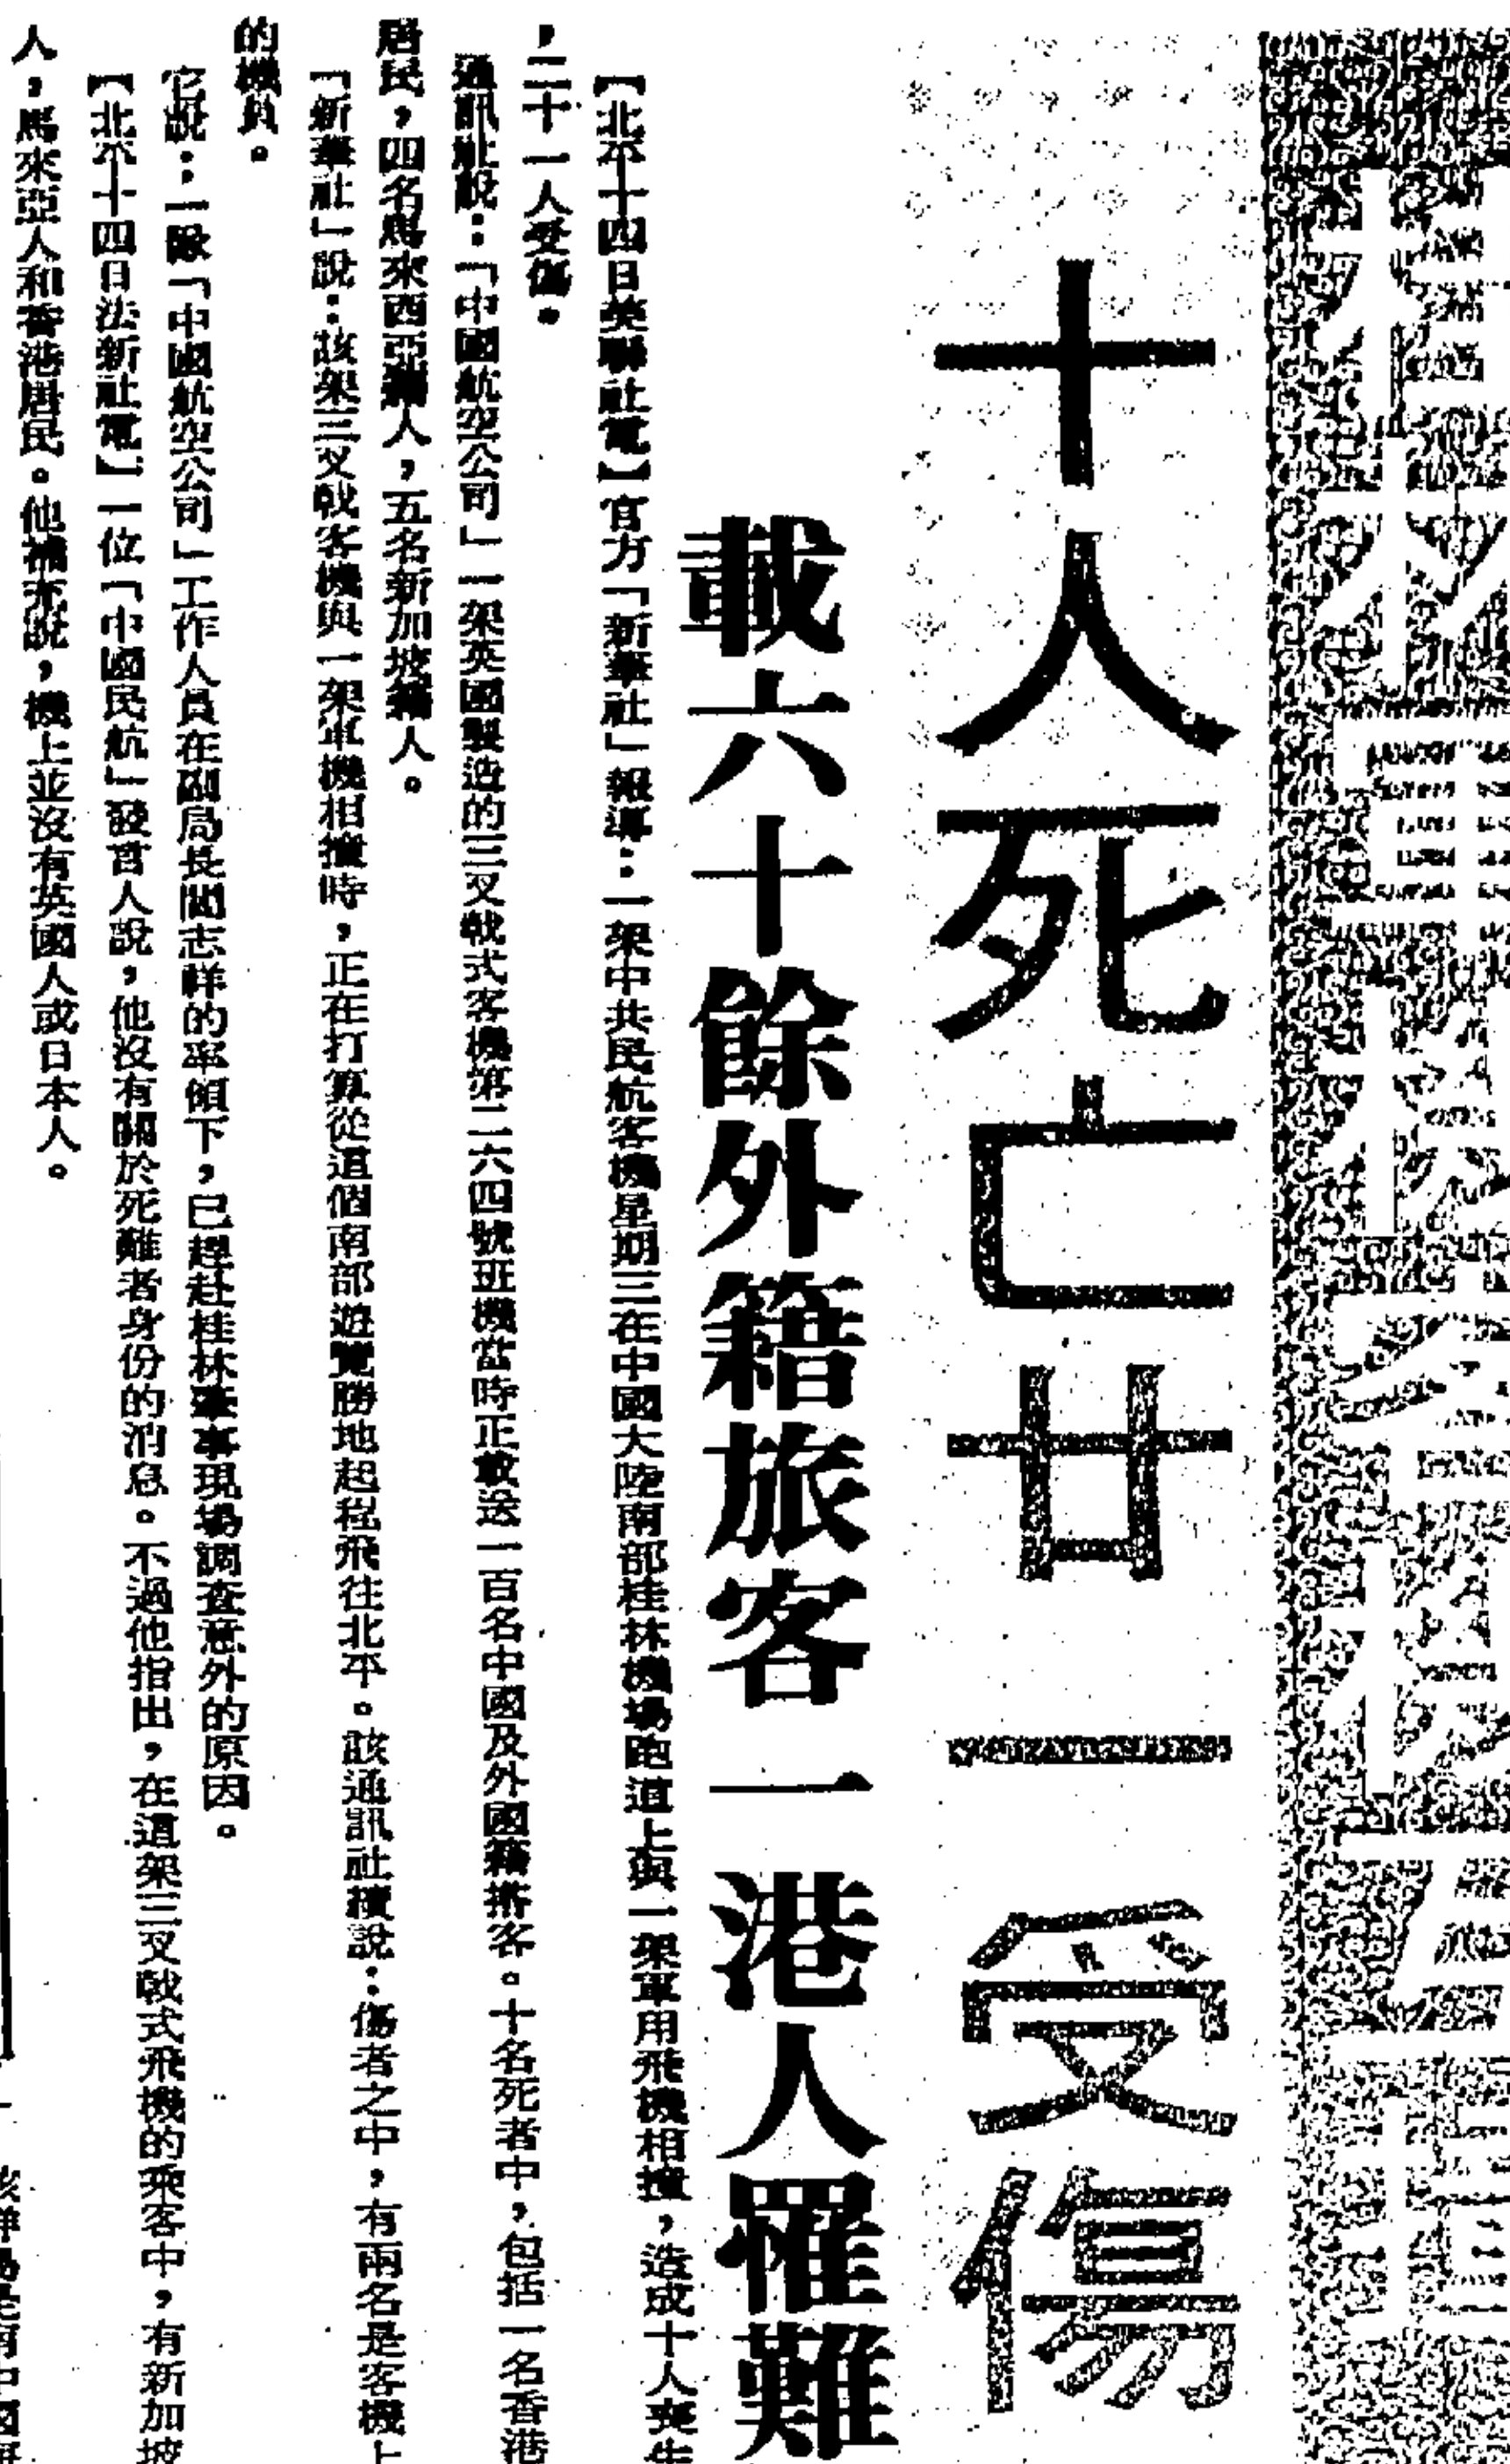 十人死亡廿一受傷
載六十餘外籍旅客一港人罹難
【北平十四日美聯社電】官方「新華社」報導：一架中共民航客機星期三在中國大陸南部桂林機場跑道上與一架軍用飛機相撞，造成十人喪生
，二十一人受傷。
通訊社說：「中國航空公司」一架英國製造的三叉戟式客機第二六四號班機當時正載送一百名中國及外國籍搭客。十名死者中，包括一名香港
居民，四名馬來西亞籍人，五名新加坡籍人。
「新華社」說：該架三叉戟客機與一架軍機相撞時，正在打算從這個南部遊覽勝地起程飛往北平。該通訊社續說：傷者之中，有兩名是客機上
的機員。
它說：一隊「中國航空公司」工作人員在副局長閻志祥的率領下，已趕赴桂林肇事現場調查意外的原因。
【北平十四日法新社電】一位「中國民航」發言人說，他沒有關於死難者身份的消息。不過他指出，在這架三叉戟式飛機的乘客中，有新加坡
人，馬來亞人和香港居民。他補充說，機上並沒有英國人或日本人。